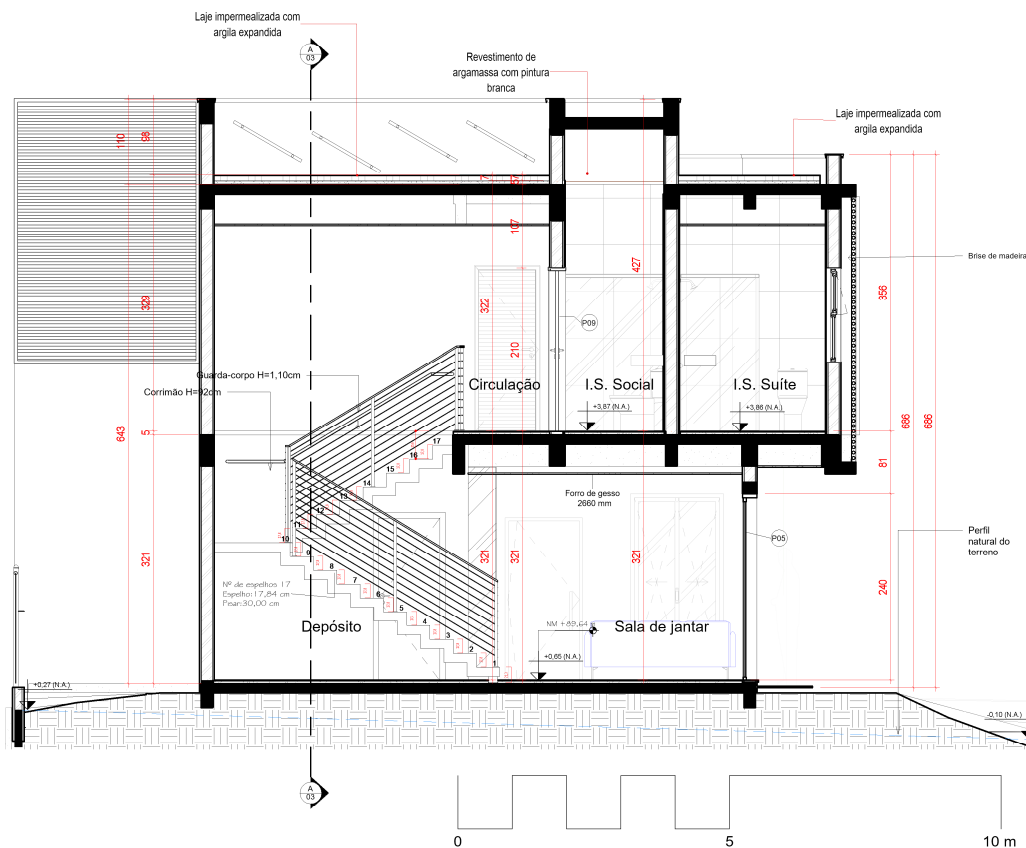 Laje impermealizada com
argila expandida
A
03
Revestimento de
argamassa com pintura
branca
Laje impermealizada com
argila expandida
110
98
7
57
107
427
322
210
329
356
Brise de madeira
P09
Guarda-corpo H=1,10cm
Corrimão H=92cm
Circulação
I.S. Social
I.S. Suíte
+3,87 (N.A.)
+3,86 (N.A.)
643
5
686
686
81
17
16
15
14
13
12
11
10
9
8
7
6
5
4
3
2
1
Forro de gesso
2660 mm
P05
Perfil
natural do
terreno
321
321
321
321
240
Nº de espelhos 17
Espelho:17,84 cm
Pisar:30,00 cm
Depósito
NM +89,64
Sala de jantar
+0,65 (N.A.)
+0,27 (N.A.)
-0,10 (N.A.)
A
03
0
5
10 m